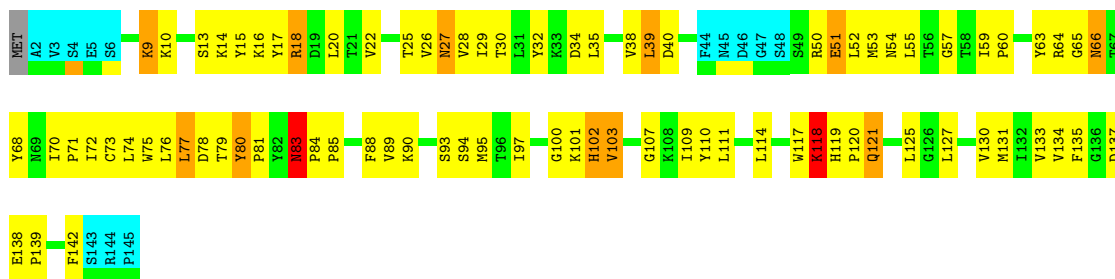 MET A2 V3 S4 E5 S6 K9 K10 S13 K14 Y15 K16 Y17 R18 D19 L20 T21 V22 T25 V26 N27 V28 I29 T30 L31 Y32 K33 D34 L35 V38 L39 D40 F44 N45 D46 G47 S48 S49 R50 E51 L52 M53 N54 L55 T56 G57 T58 I59 P60 Y63 R64 G65 N66 T67
Y68 N69 I70 P71 I72 C73 L74 W75 L76 L77 D78 T79 Y80 P81 Y82 N83 P84 P85 F88 V89 K90 S93 S94 M95 T96 I97 G100 K101 H102 V103 G107 K108 I109 Y110 L111 L114 W117 K118 H119 P120 Q121 L125 G126 L127 V130 M131 I132 V133 V134 F135 G136 D137
E138 P139 F142 S143 R144 P145